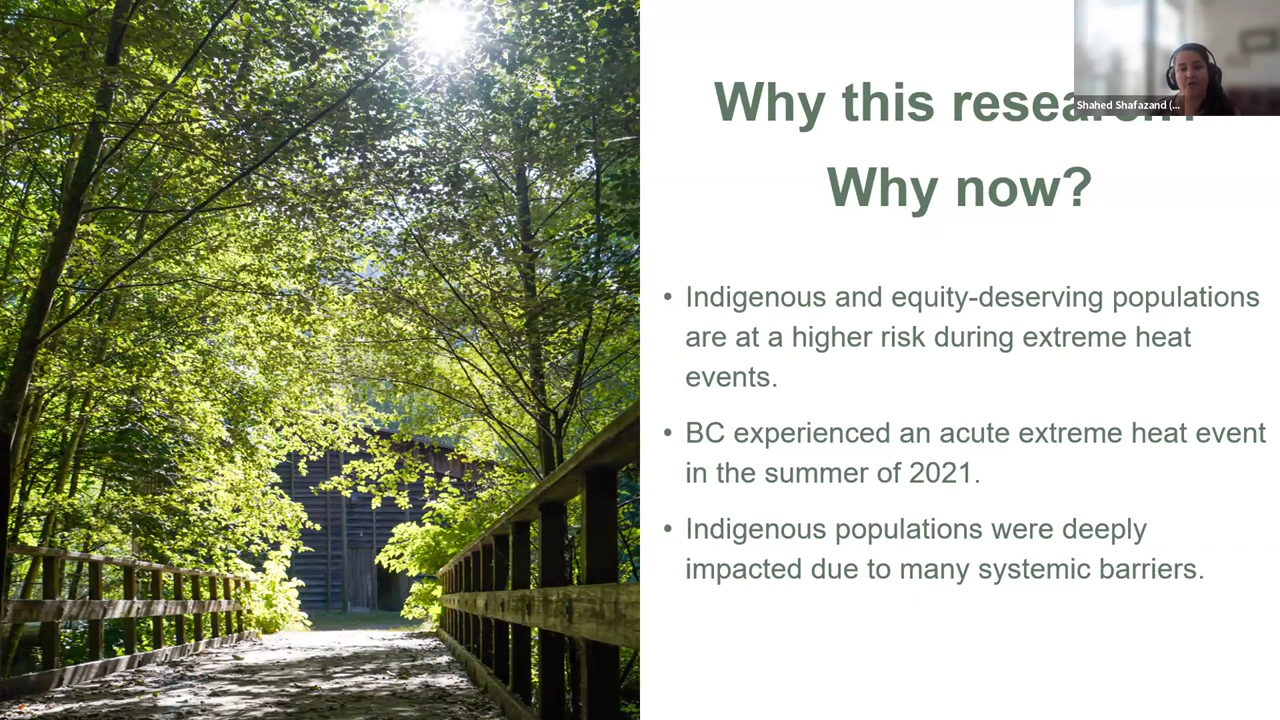 Why this resear
Shahed Shafazand (...
Why now?
• Indigenous and equity-deserving populations
are at a higher risk during extreme heat
events.
• BC experienced an acute extreme heat event
in the summer of 2021.
• Indigenous populations were deeply
impacted due to many systemic barriers.